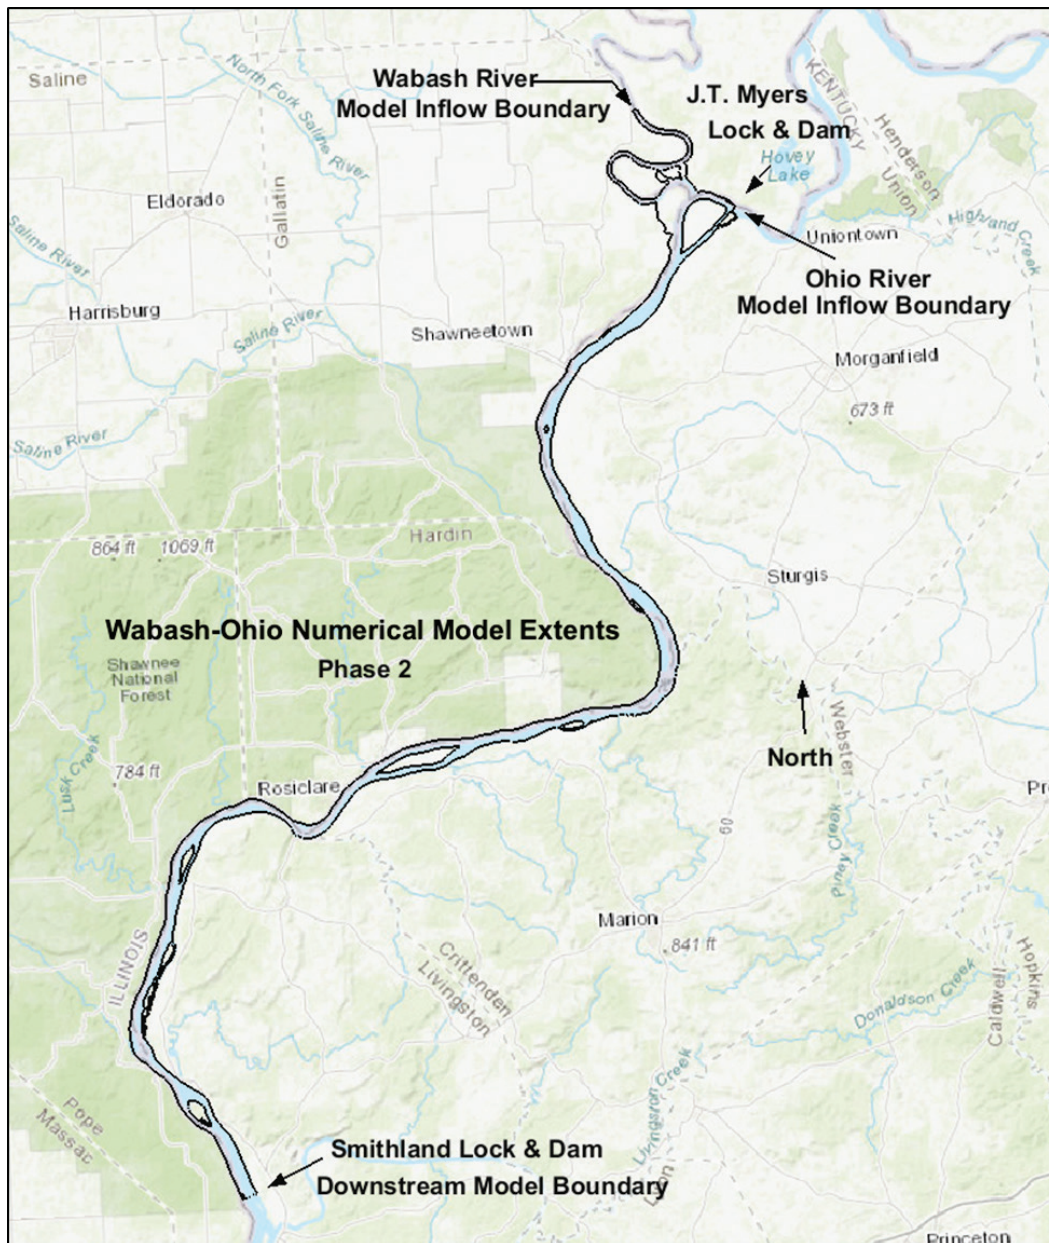 Saline
North Fork Saline River
Wabash River
Model Inflow Boundary
J.T. Myers
Lock & Dam
KENTUCKY
Henderson
Union
Hovey
Lake
Eldorado
Gallatin
Highland Creek
Uniontown
Saline River
Ohio River
Model Inflow Boundary
Harrisburg
Saline River
Shawneetown
Morganfield
673 ft
Saline River
Hardin
864 ft
1069 ft
Sturgis
Wabash-Ohio Numerical Model Extents
Phase 2
Shawnee
National
Forest
Webster
North
Lusk Creek
784 ft
Rosiclare
Pr
60
Piney Creek
Marion
841 ft
ILLINOIS
Crittenden
Livingston
Hopkins
Caldwell
Donaldson Creek
Livingston Creek
Pope
Massac
Smithland Lock & Dam
Downstream Model Boundary
Lyon
Princeton